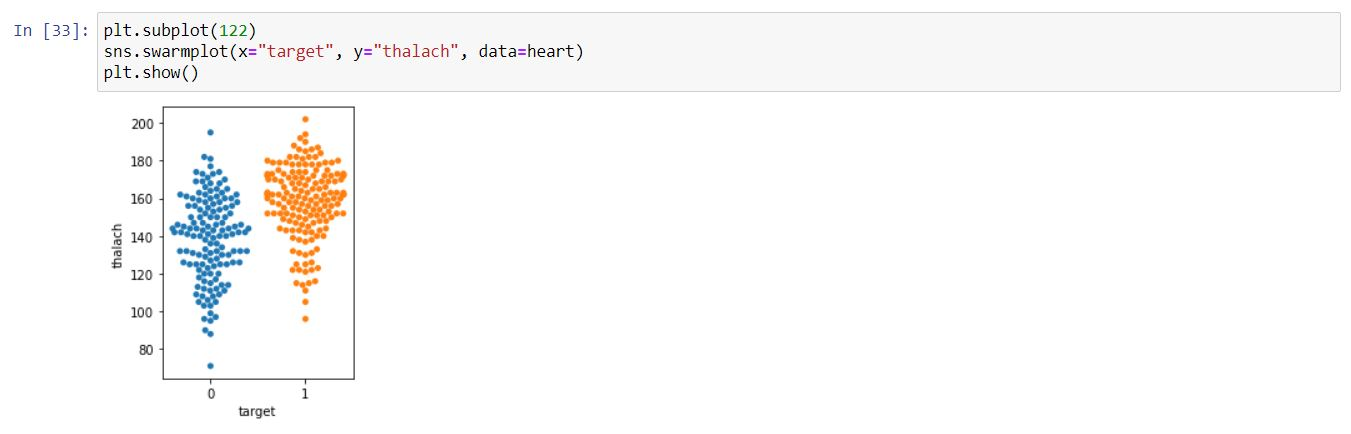 In [33]: plt.subplot(122)
sns.swarmplot(x="target", y="thalach", data=heart)
plt.show()
200
180
160
140
120
100
80
thalach
0 1
target